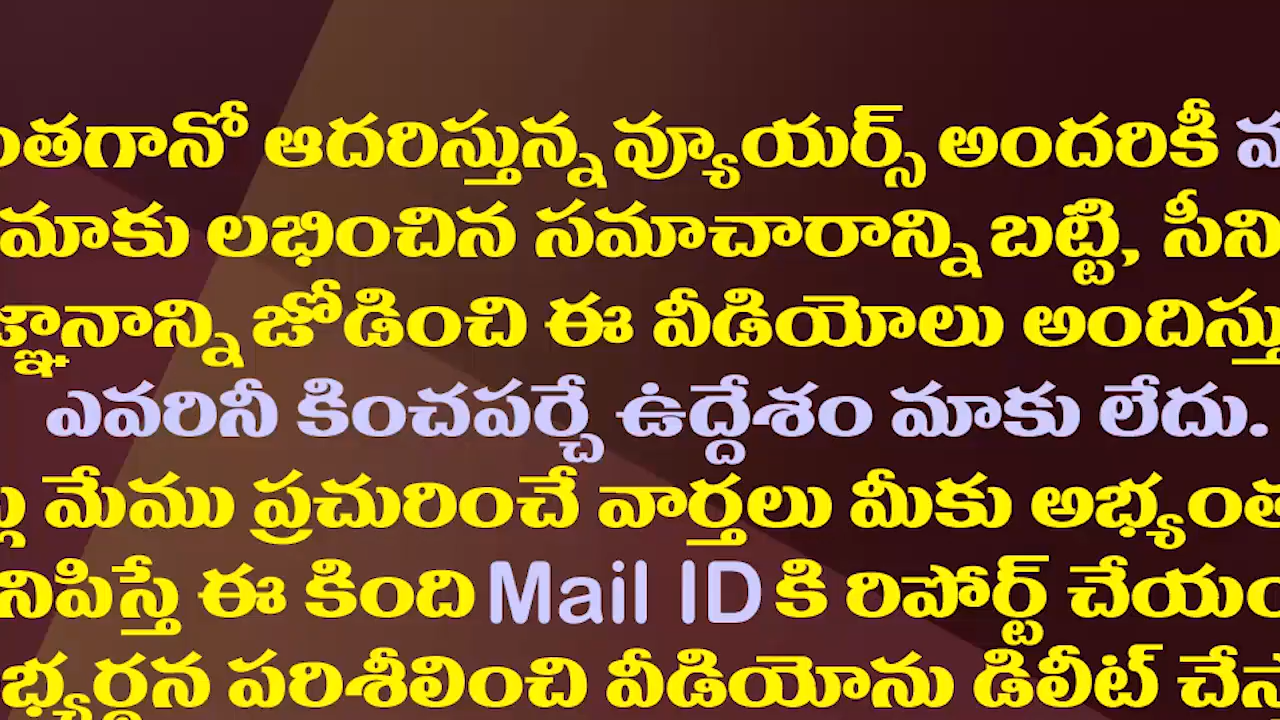 ంతగానో ఆదరిస్తున్న వ్యూయర్స్ అందరికీ
మాకు లభించిన సమాచారాన్ని బట్టి, సీని
జ్ఞానాన్ని జోడించి ఈ వీడియోలు అందిస్తు
ఎవరినీ కించపర్చే ఉద్దేశం మాకు లేదు.
మేము ప్రచురించే వార్తలు మీకు అభ్యంత
నిపిస్తే ఈ కింది Mail ID కి రిపోర్ట్ చేయం
భ్యర్థన పరిశీలించి వీడియోను డిలీట్ చేస